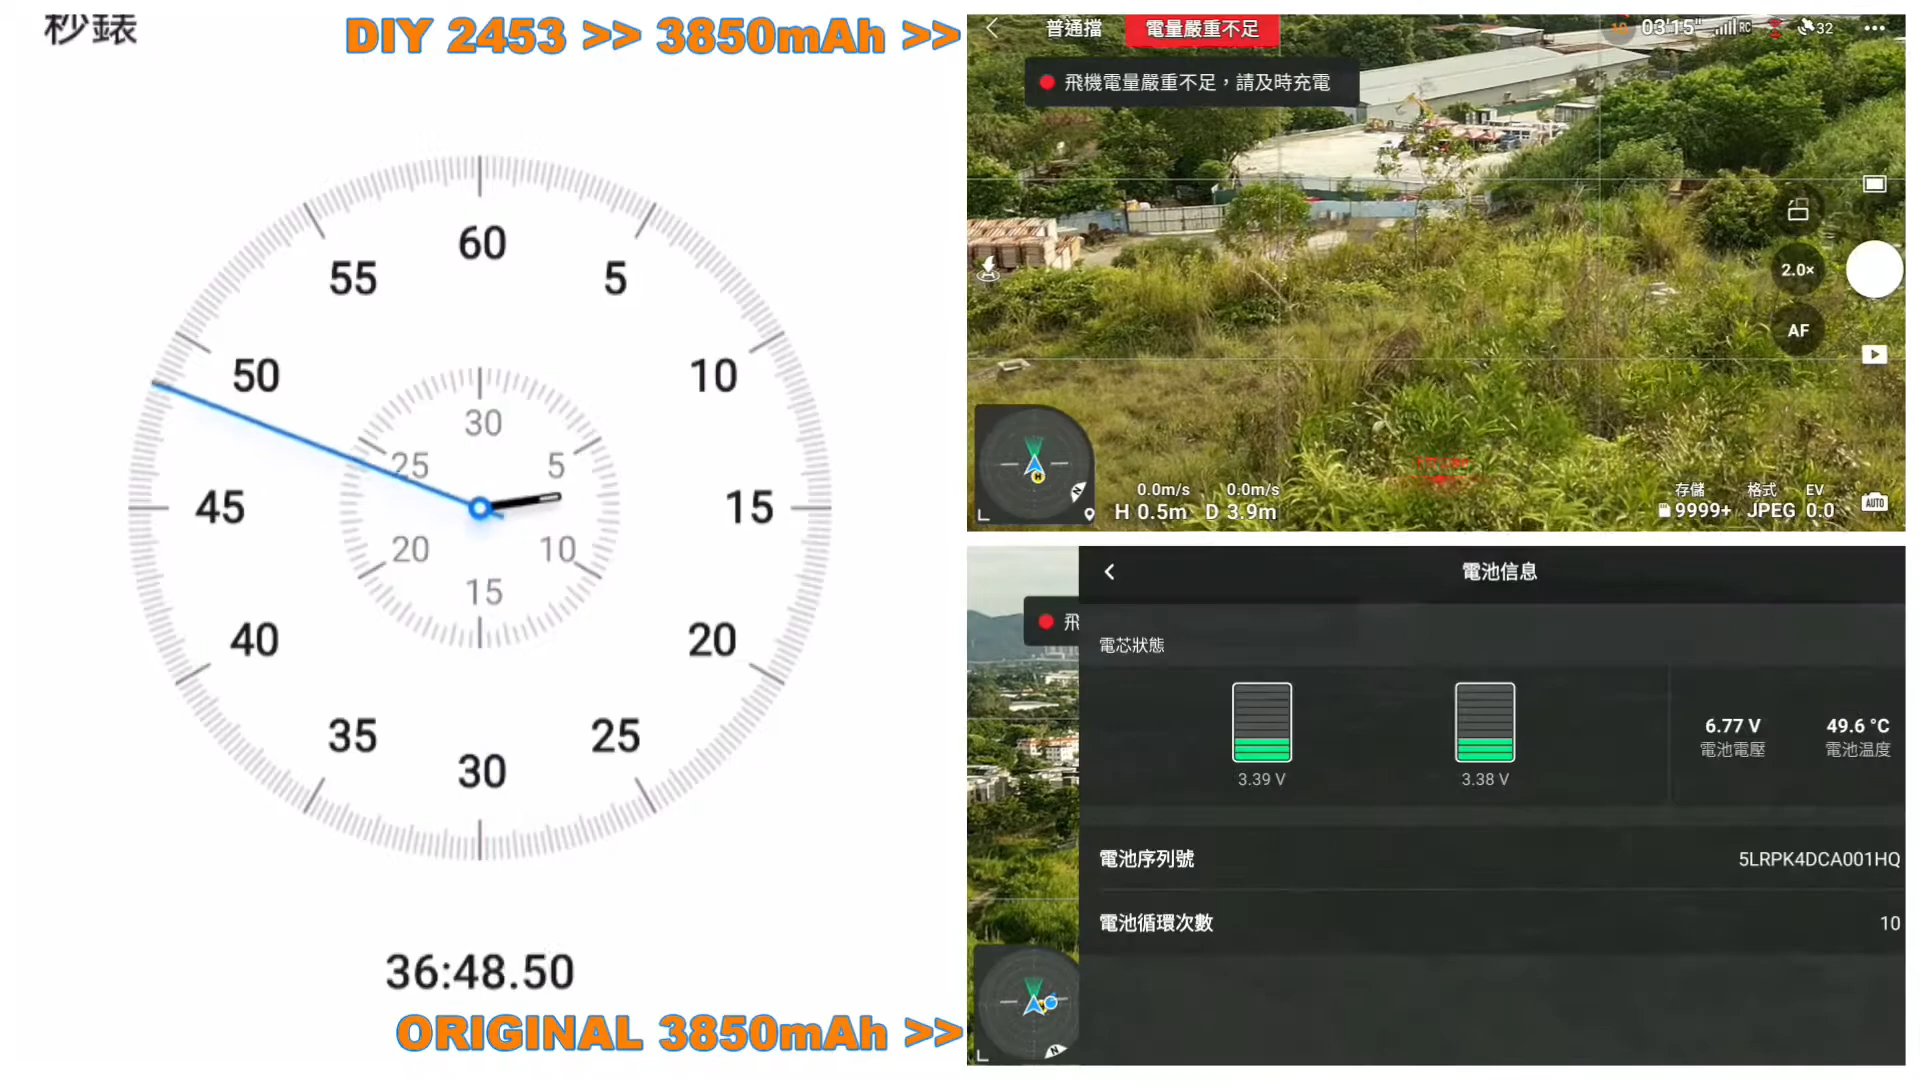 秒錶
DIY 2453 >> 3850mAh >>
60
5
10
15
20
25
30
35
40
45
50
55
30
5
10
15
20
25
36:48.50
ORIGINAL 3850mAh >>
普通擋
電量嚴重不足
10
03'15"
RC
32
飛機電量嚴重不足，請及時充電
2.0×
AF
N
L
0.0m/s 0.0m/s
H 0.5m D 3.9m
存儲 格式 EV
9999+ JPEG 0.0
AUTO
飛
N
L
電池信息
電芯狀態
3.39 V
3.38 V
6.77 V
電池電壓
49.6 °C
電池溫度
電池序列號
5LRPK4DCA001HQ
電池循環次數
10